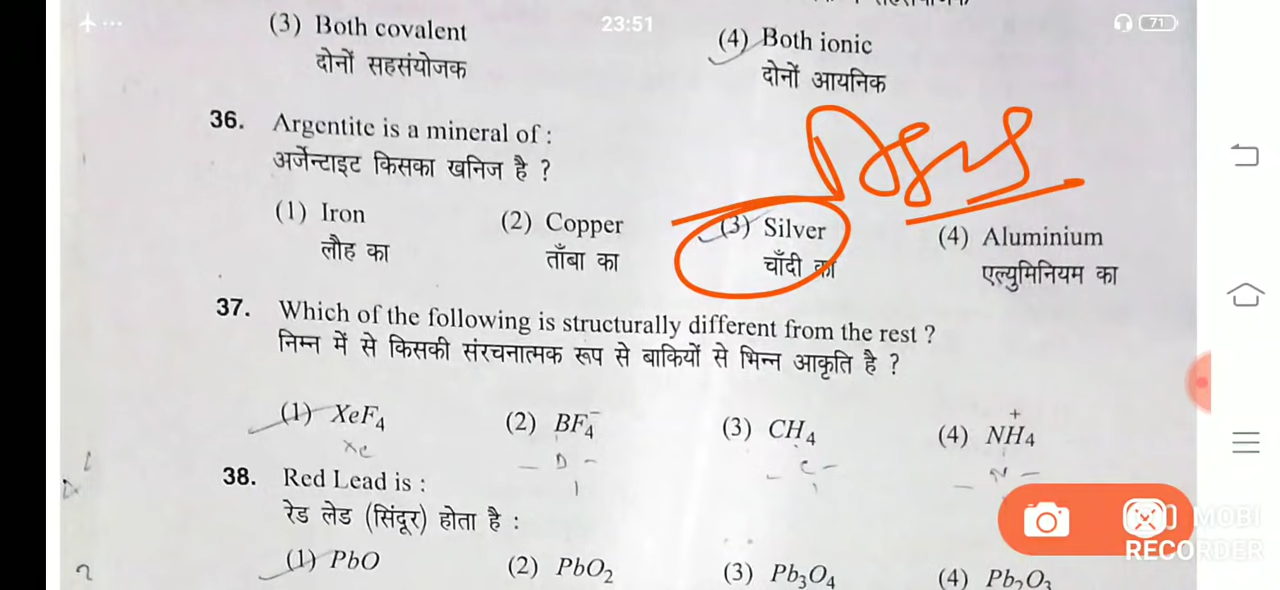 23:51
71
(3) Both covalent
दोनों सहसंयोजक
(4) Both ionic
दोनों आयनिक
36. Argentite is a mineral of :
अर्जेन्टाइट किसका खनिज है ?
(1) Iron
लौह का
(2) Copper
ताँबा का
(3) Silver
चाँदी का
(4) Aluminium
एल्युमिनियम का
37. Which of the following is structurally different from the rest ?
निम्न में से किसकी संरचनात्मक रूप से बाकियों से भिन्न आकृति है ?
(1) XeF₄
(2) BF₄⁻
(3) CH₄
(4) NH₄⁺
Xe
38. Red Lead is :
रेड लेड (सिंदूर) होता है :
(1) PbO
(2) PbO₂
(3) Pb₃O₄
(4) Pb₂O₃
MOBI
RECORDER